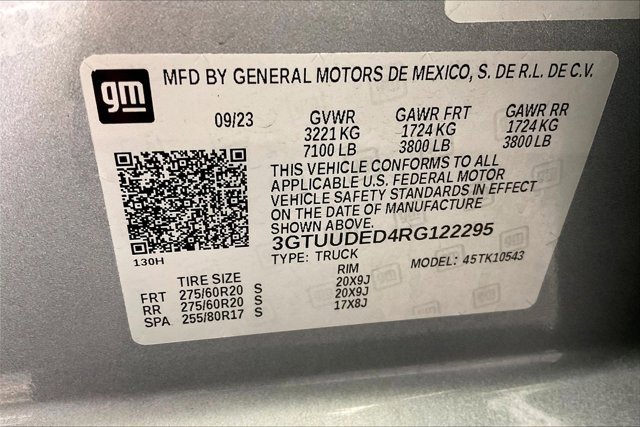 gm
MFD BY GENERAL MOTORS DE MEXICO, S. DE R.L. DE C.V.
09/23 GVWR GAWR FRT GAWR RR
3221 KG 1724 KG 1724 KG
7100 LB 3800 LB 3800 LB
THIS VEHICLE CONFORMS TO ALL
APPLICABLE U.S. FEDERAL MOTOR
VEHICLE SAFETY STANDARDS IN EFFECT
ON THE DATE OF MANUFACTURE
SHOWN ABOVE.
3GTUUDED4RG122295
130H
TYPE: TRUCK MODEL: 45TK10543
TIRE SIZE RIM
FRT 275/60R20 S 20X9J
RR 275/60R20 S 20X9J
SPA 255/80R17 S 17X8J